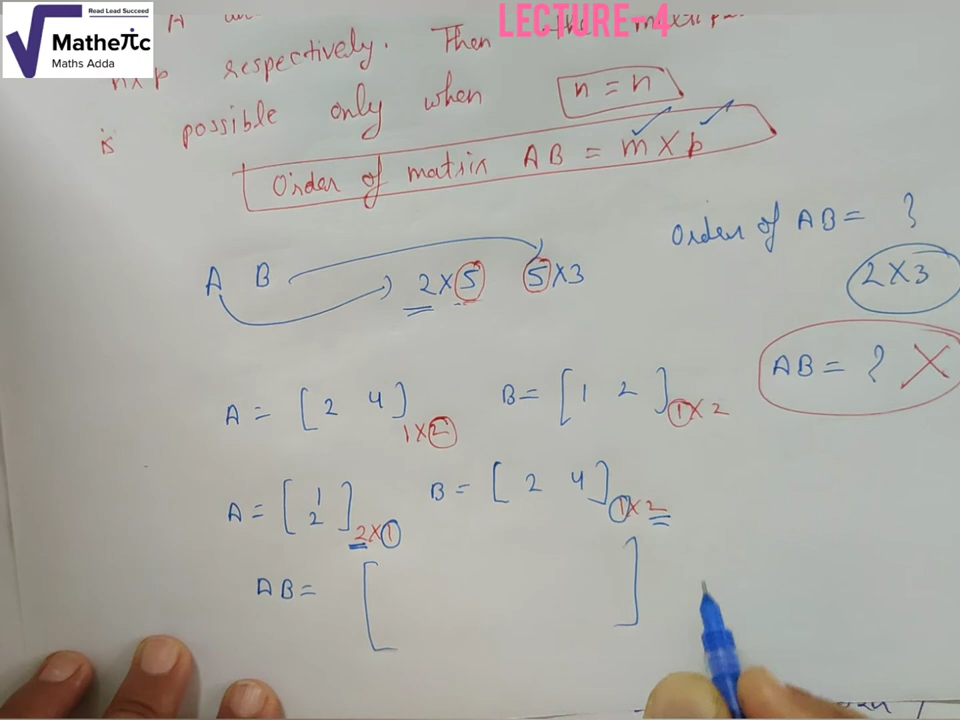 LECTURE-4
Read Lead Succeed
Matheπc
Maths Adda
A
n×p respectively. Then the
is possible only when n = n
Order of matrix AB = m × p
Order of AB = ?
A B 2×5 5×3
2×3
AB = ? ×
A = [ 2 4 ] 1×2 B = [ 1 2 ] 1×2
A = [ 1 2 ] 2×1 B = [ 2 4 ] 1×2
AB = [ ]